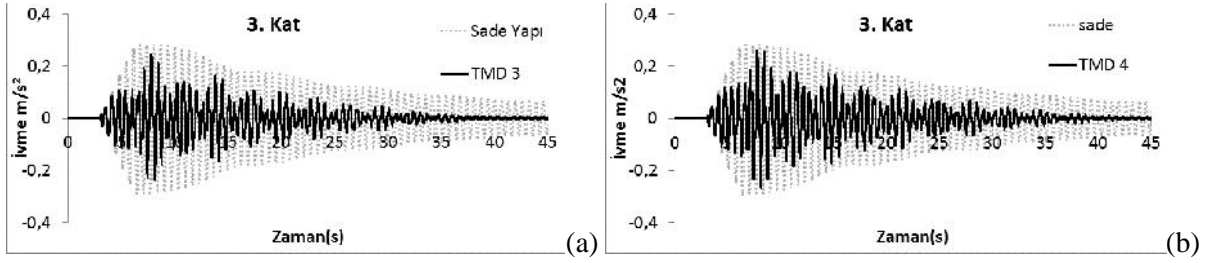 0,4
3. Kat
Sade Yapı
TMD 3
0,2
0
-0,2
-0,4
0 5 10 15 20 25 30 35 40 45
İvme m/s²
Zaman(s)
(a)
0,4
3. Kat
sade
TMD 4
0,2
0
-0,2
-0,4
0 5 10 15 20 25 30 35 40 45
İvme m/s2
Zaman(s)
(b)